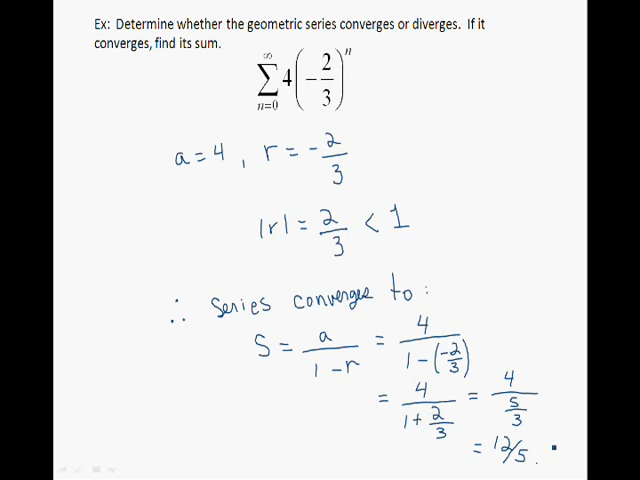 Ex: Determine whether the geometric series converges or diverges. If it
converges, find its sum.
∞
∑ 4(-2/3)^n
n=0
a = 4 , r = -2/3
|r| = 2/3 < 1
∴ Series converges to:
S = a/(1-r) = 4/(1-(-2/3))
= 4/(1+2/3) = 4/(5/3)
= 12/5.